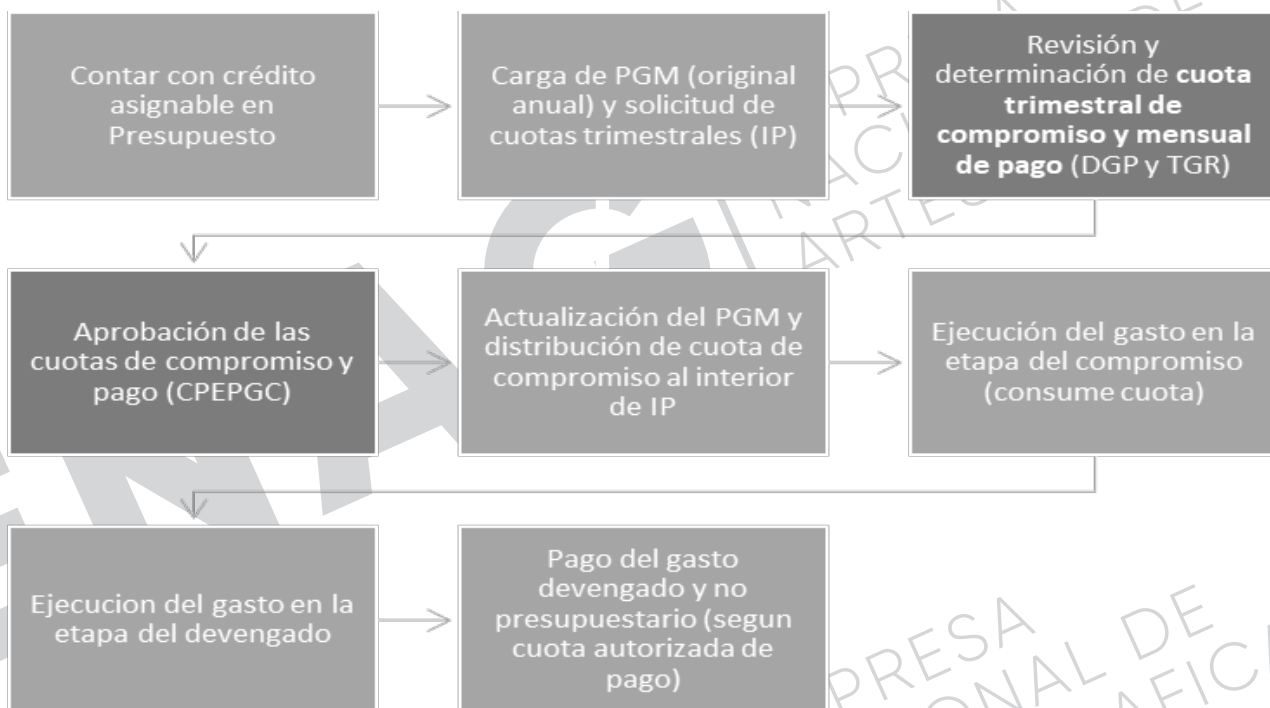 Contar con crédito
asignable en
Presupuesto
Carga de PGM (original
anual) y solicitud de
cuotas trimestrales (IP)
Revisión y
determinación de cuota
trimestral de
compromiso y mensual
de pago (DGP y TGR)
Aprobación de las
cuotas de compromiso y
pago (CPEPGC)
Actualización del PGM y
distribución de cuota de
compromiso al interior
de IP
Ejecución del gasto en la
etapa del compromiso
(consume cuota)
Ejecucion del gasto en la
etapa del devengado
Pago del gasto
devengado y no
presupuestario (segun
cuota autorizada de
pago)